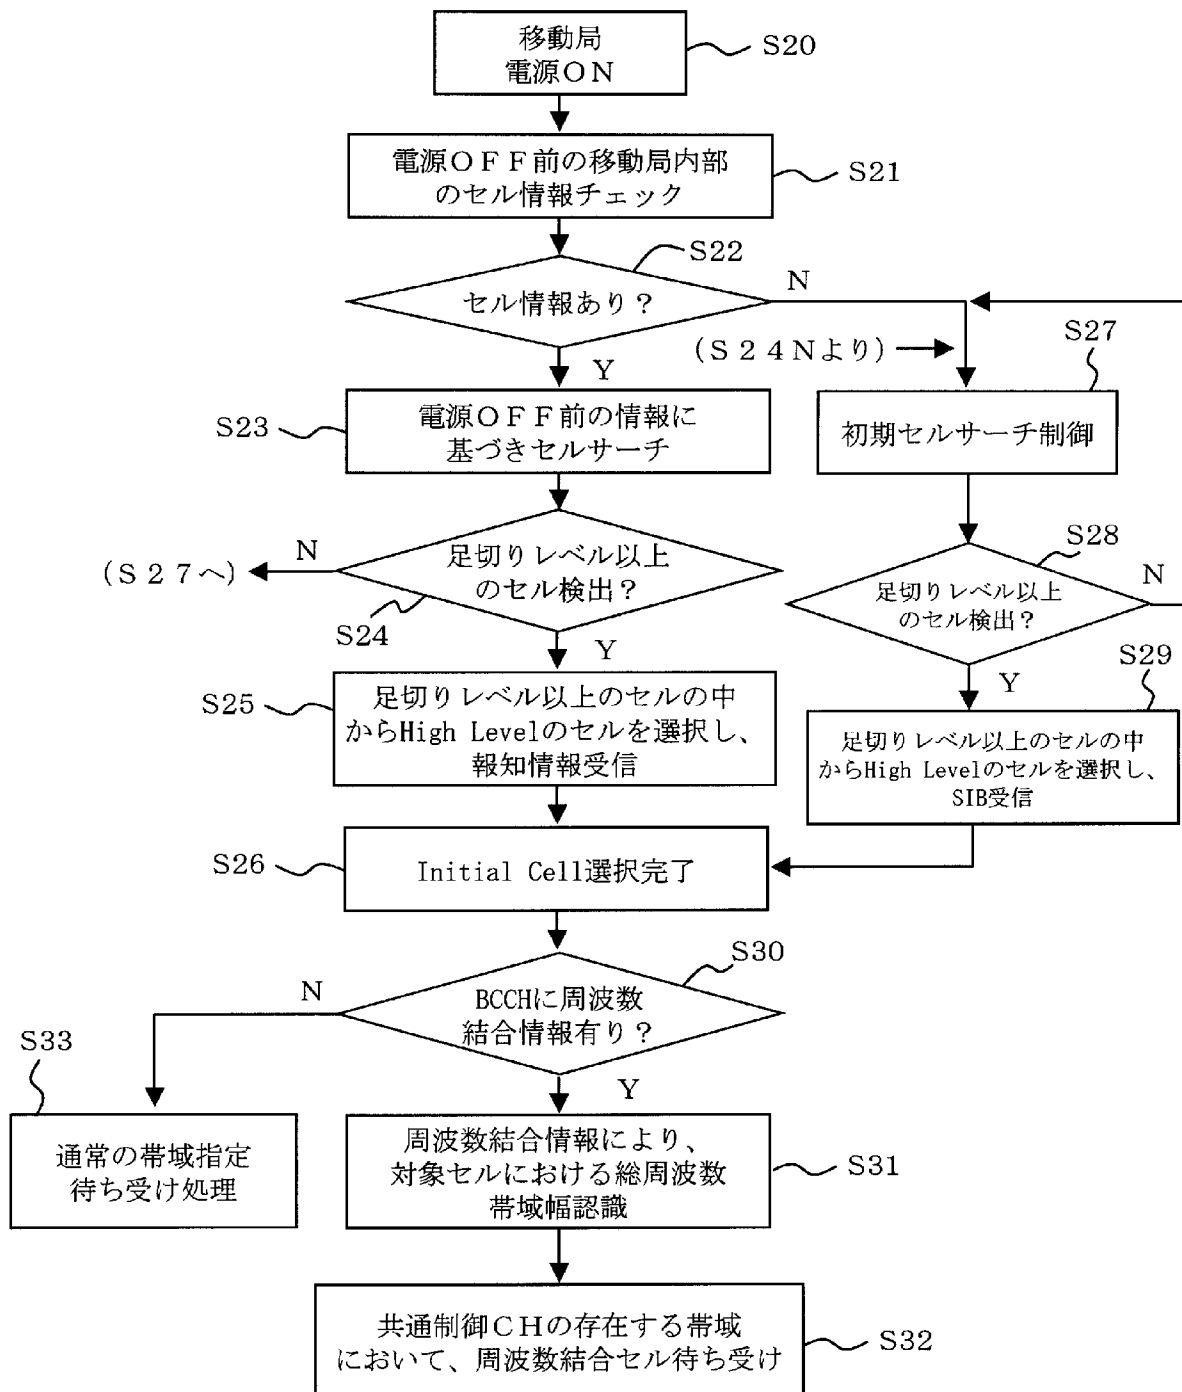 移動局
電源ON
S20
電源OFF前の移動局内部
のセル情報チェック
S21
S22
セル情報あり？
N
Y
(S24Nより)
S27
初期セルサーチ制御
S23
電源OFF前の情報に
基づきセルサーチ
足切りレベル以上
のセル検出？
N
(S27へ)
S24
Y
S28
足切りレベル以上
のセル検出？
N
Y
S25
足切りレベル以上のセルの中
からHigh Levelのセルを選択し、
報知情報受信
S29
足切りレベル以上のセルの中
からHigh Levelのセルを選択し、
SIB受信
S26
Initial Cell選択完了
S30
BCCHに周波数
結合情報有り？
N
Y
S33
通常の帯域指定
待ち受け処理
周波数結合情報により、
対象セルにおける総周波数
帯域幅認識
S31
共通制御CHの存在する帯域
において、周波数結合セル待ち受け
S32